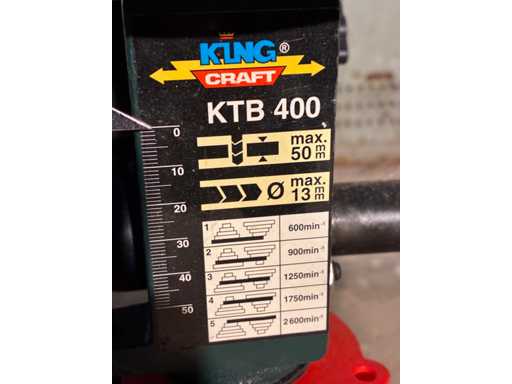 KING®
CRAFT
KTB 400
0
10
20
30
40
50
max.
50 mm
Ø max.
13 mm
1 600min⁻¹
2 900min⁻¹
3 1250min⁻¹
4 1750min⁻¹
5 2600min⁻¹